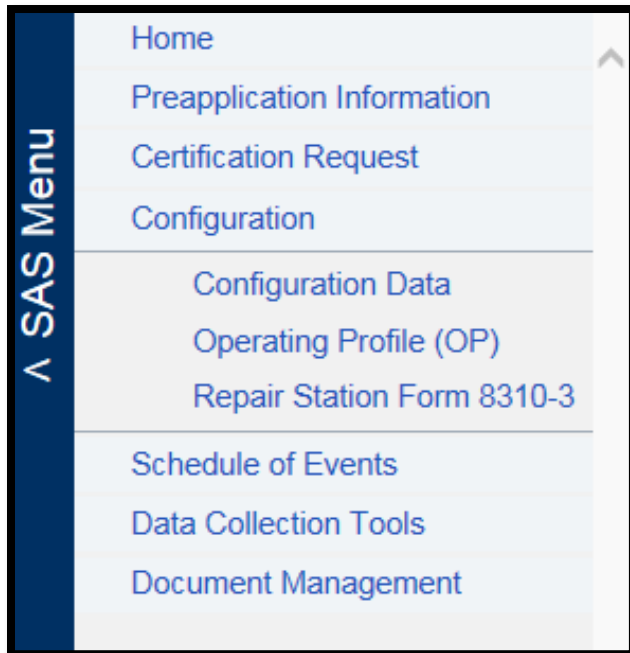 < SAS Menu
Home
Preapplication Information
Certification Request
Configuration
Configuration Data
Operating Profile (OP)
Repair Station Form 8310-3
Schedule of Events
Data Collection Tools
Document Management